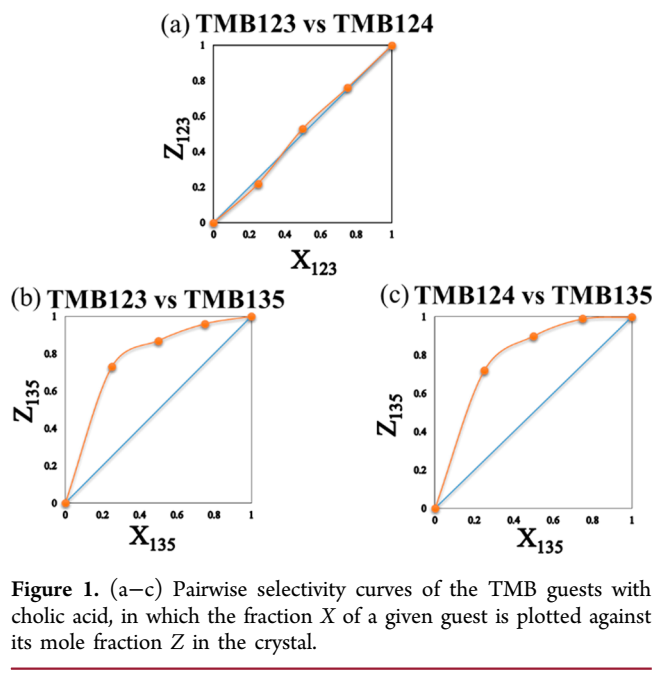 (a) TMB123 vs TMB124
1
0.8
0.6
0.4
0.2
0
Z123
0 0.2 0.4 0.6 0.8 1
X123
(b) TMB123 vs TMB135
1
0.8
0.6
0.4
0.2
0
Z135
0 0.2 0.4 0.6 0.8 1
X135
(c) TMB124 vs TMB135
1
0.8
0.6
0.4
0.2
0
Z135
0 0.2 0.4 0.6 0.8 1
X135
Figure 1. (a−c) Pairwise selectivity curves of the TMB guests with
cholic acid, in which the fraction X of a given guest is plotted against
its mole fraction Z in the crystal.